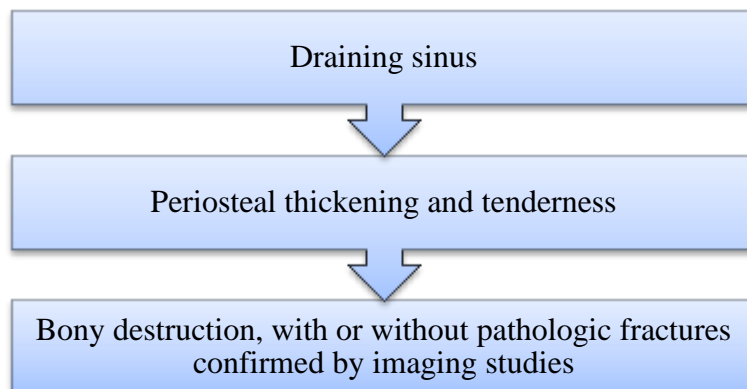 Draining sinus
Periosteal thickening and tenderness
Bony destruction, with or without pathologic fractures
confirmed by imaging studies